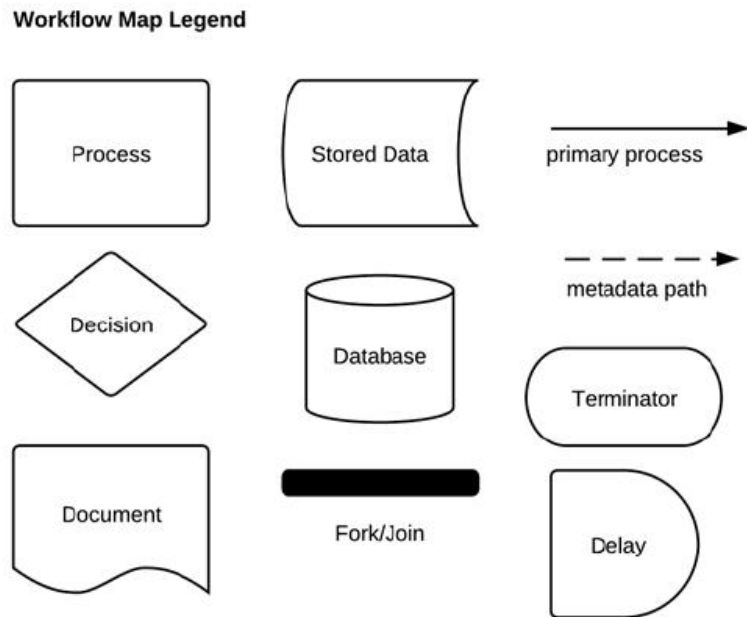 Workflow Map Legend
Process
Stored Data
primary process
Decision
Database
metadata path
Terminator
Document
Fork/Join
Delay